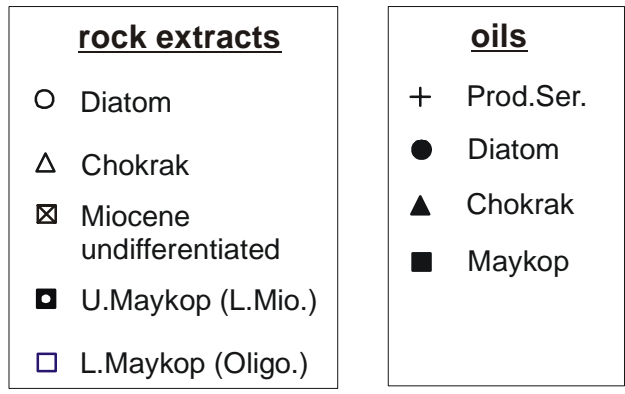 rock extracts
Diatom
Chokrak
Miocene
undifferentiated
U.Maykop (L.Mio.)
L.Maykop (Oligo.)
oils
Prod.Ser.
Diatom
Chokrak
Maykop